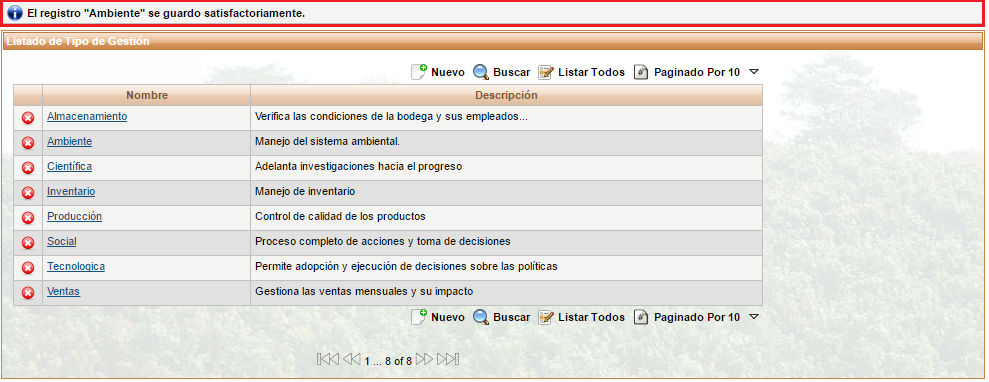 El registro "Ambiente" se guardo satisfactoriamente.
Listado de Tipo de Gestión
Nuevo Buscar Listar Todos Paginado Por 10
Nombre Descripción
Almacenamiento Verifica las condiciones de la bodega y sus empleados...
Ambiente Manejo del sistema ambiental.
Científica Adelanta investigaciones hacia el progreso
Inventario Manejo de inventario
Producción Control de calidad de los productos
Social Proceso completo de acciones y toma de decisiones
Tecnologica Permite adopción y ejecución de decisiones sobre las políticas
Ventas Gestiona las ventas mensuales y su impacto
Nuevo Buscar Listar Todos Paginado Por 10
1 ... 8 of 8